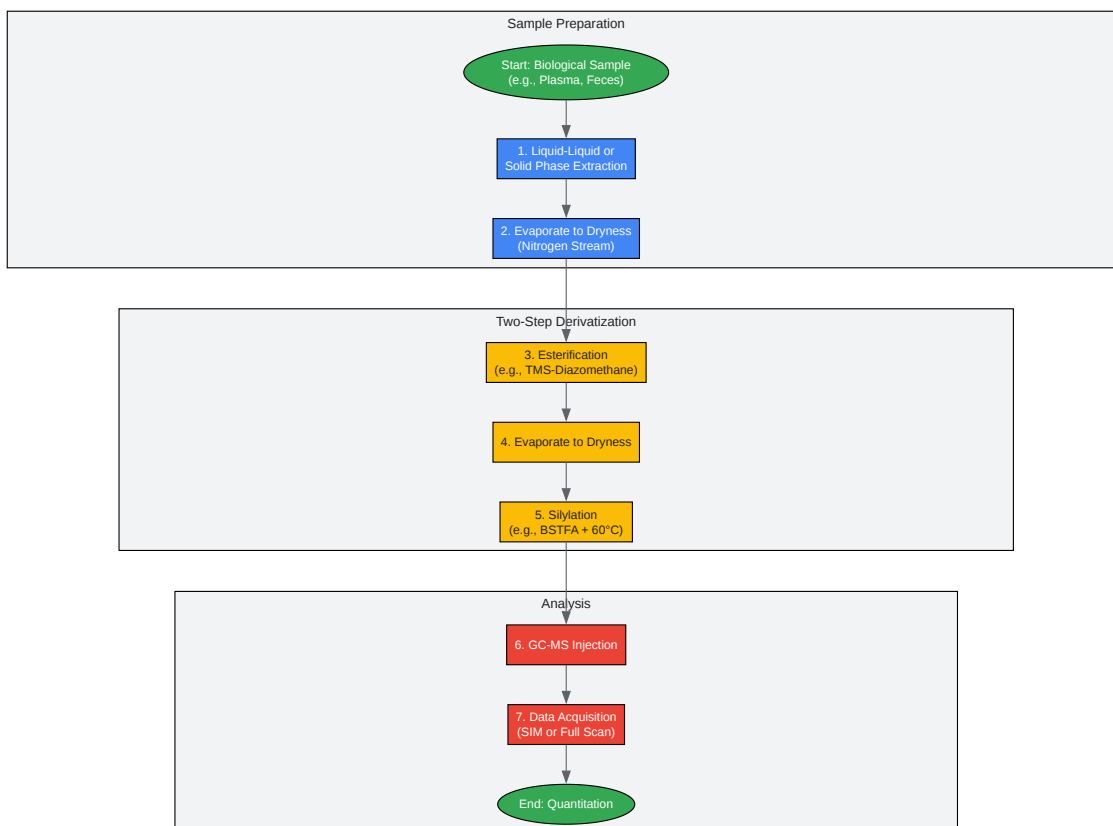 Sample Preparation
Start: Biological Sample
(e.g., Plasma, Feces)
1. Liquid-Liquid or
Solid Phase Extraction
2. Evaporate to Dryness
(Nitrogen Stream)
Two-Step Derivatization
3. Esterification
(e.g., TMS-Diazomethane)
4. Evaporate to Dryness
5. Silylation
(e.g., BSTFA + 60°C)
Analysis
6. GC-MS Injection
7. Data Acquisition
(SIM or Full Scan)
End: Quantitation